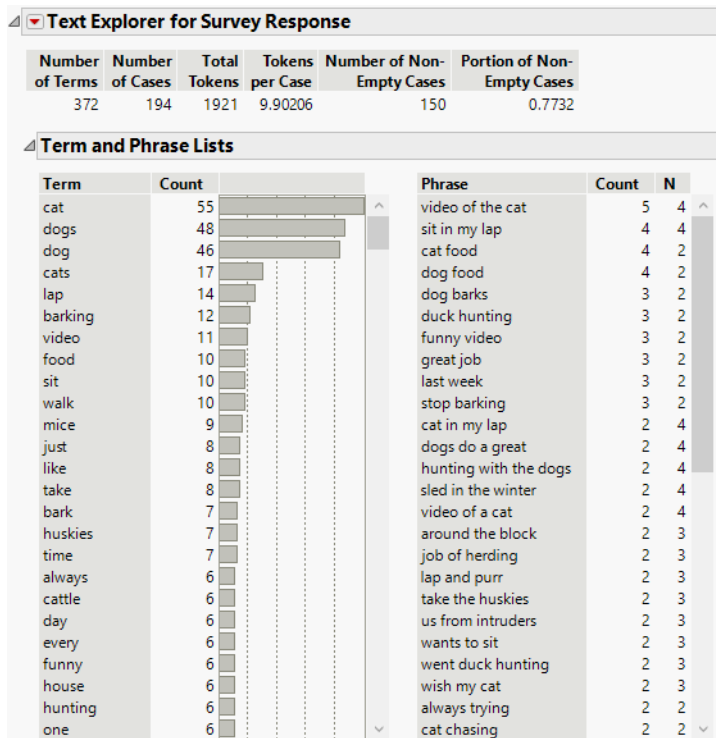 Text Explorer for Survey Response
Number of Terms Number of Cases Total Tokens Tokens per Case Number of Non-Empty Cases Portion of Non-Empty Cases
372 194 1921 9.90206 150 0.7732
Term and Phrase Lists
Term Count Phrase Count N
cat 55 video of the cat 5 4
dogs 48 sit in my lap 4 4
dog 46 cat food 4 2
cats 17 dog food 4 2
lap 14 dog barks 3 2
barking 12 duck hunting 3 2
video 11 funny video 3 2
food 10 great job 3 2
sit 10 last week 3 2
walk 10 stop barking 3 2
mice 9 cat in my lap 2 4
just 8 dogs do a great 2 4
like 8 hunting with the dogs 2 4
take 8 sled in the winter 2 4
bark 7 video of a cat 2 4
huskies 7 around the block 2 3
time 7 job of herding 2 3
always 6 lap and purr 2 3
cattle 6 take the huskies 2 3
day 6 us from intruders 2 3
every 6 wants to sit 2 3
funny 6 went duck hunting 2 3
house 6 wish my cat 2 3
hunting 6 always trying 2 2
one 6 cat chasing 2 2